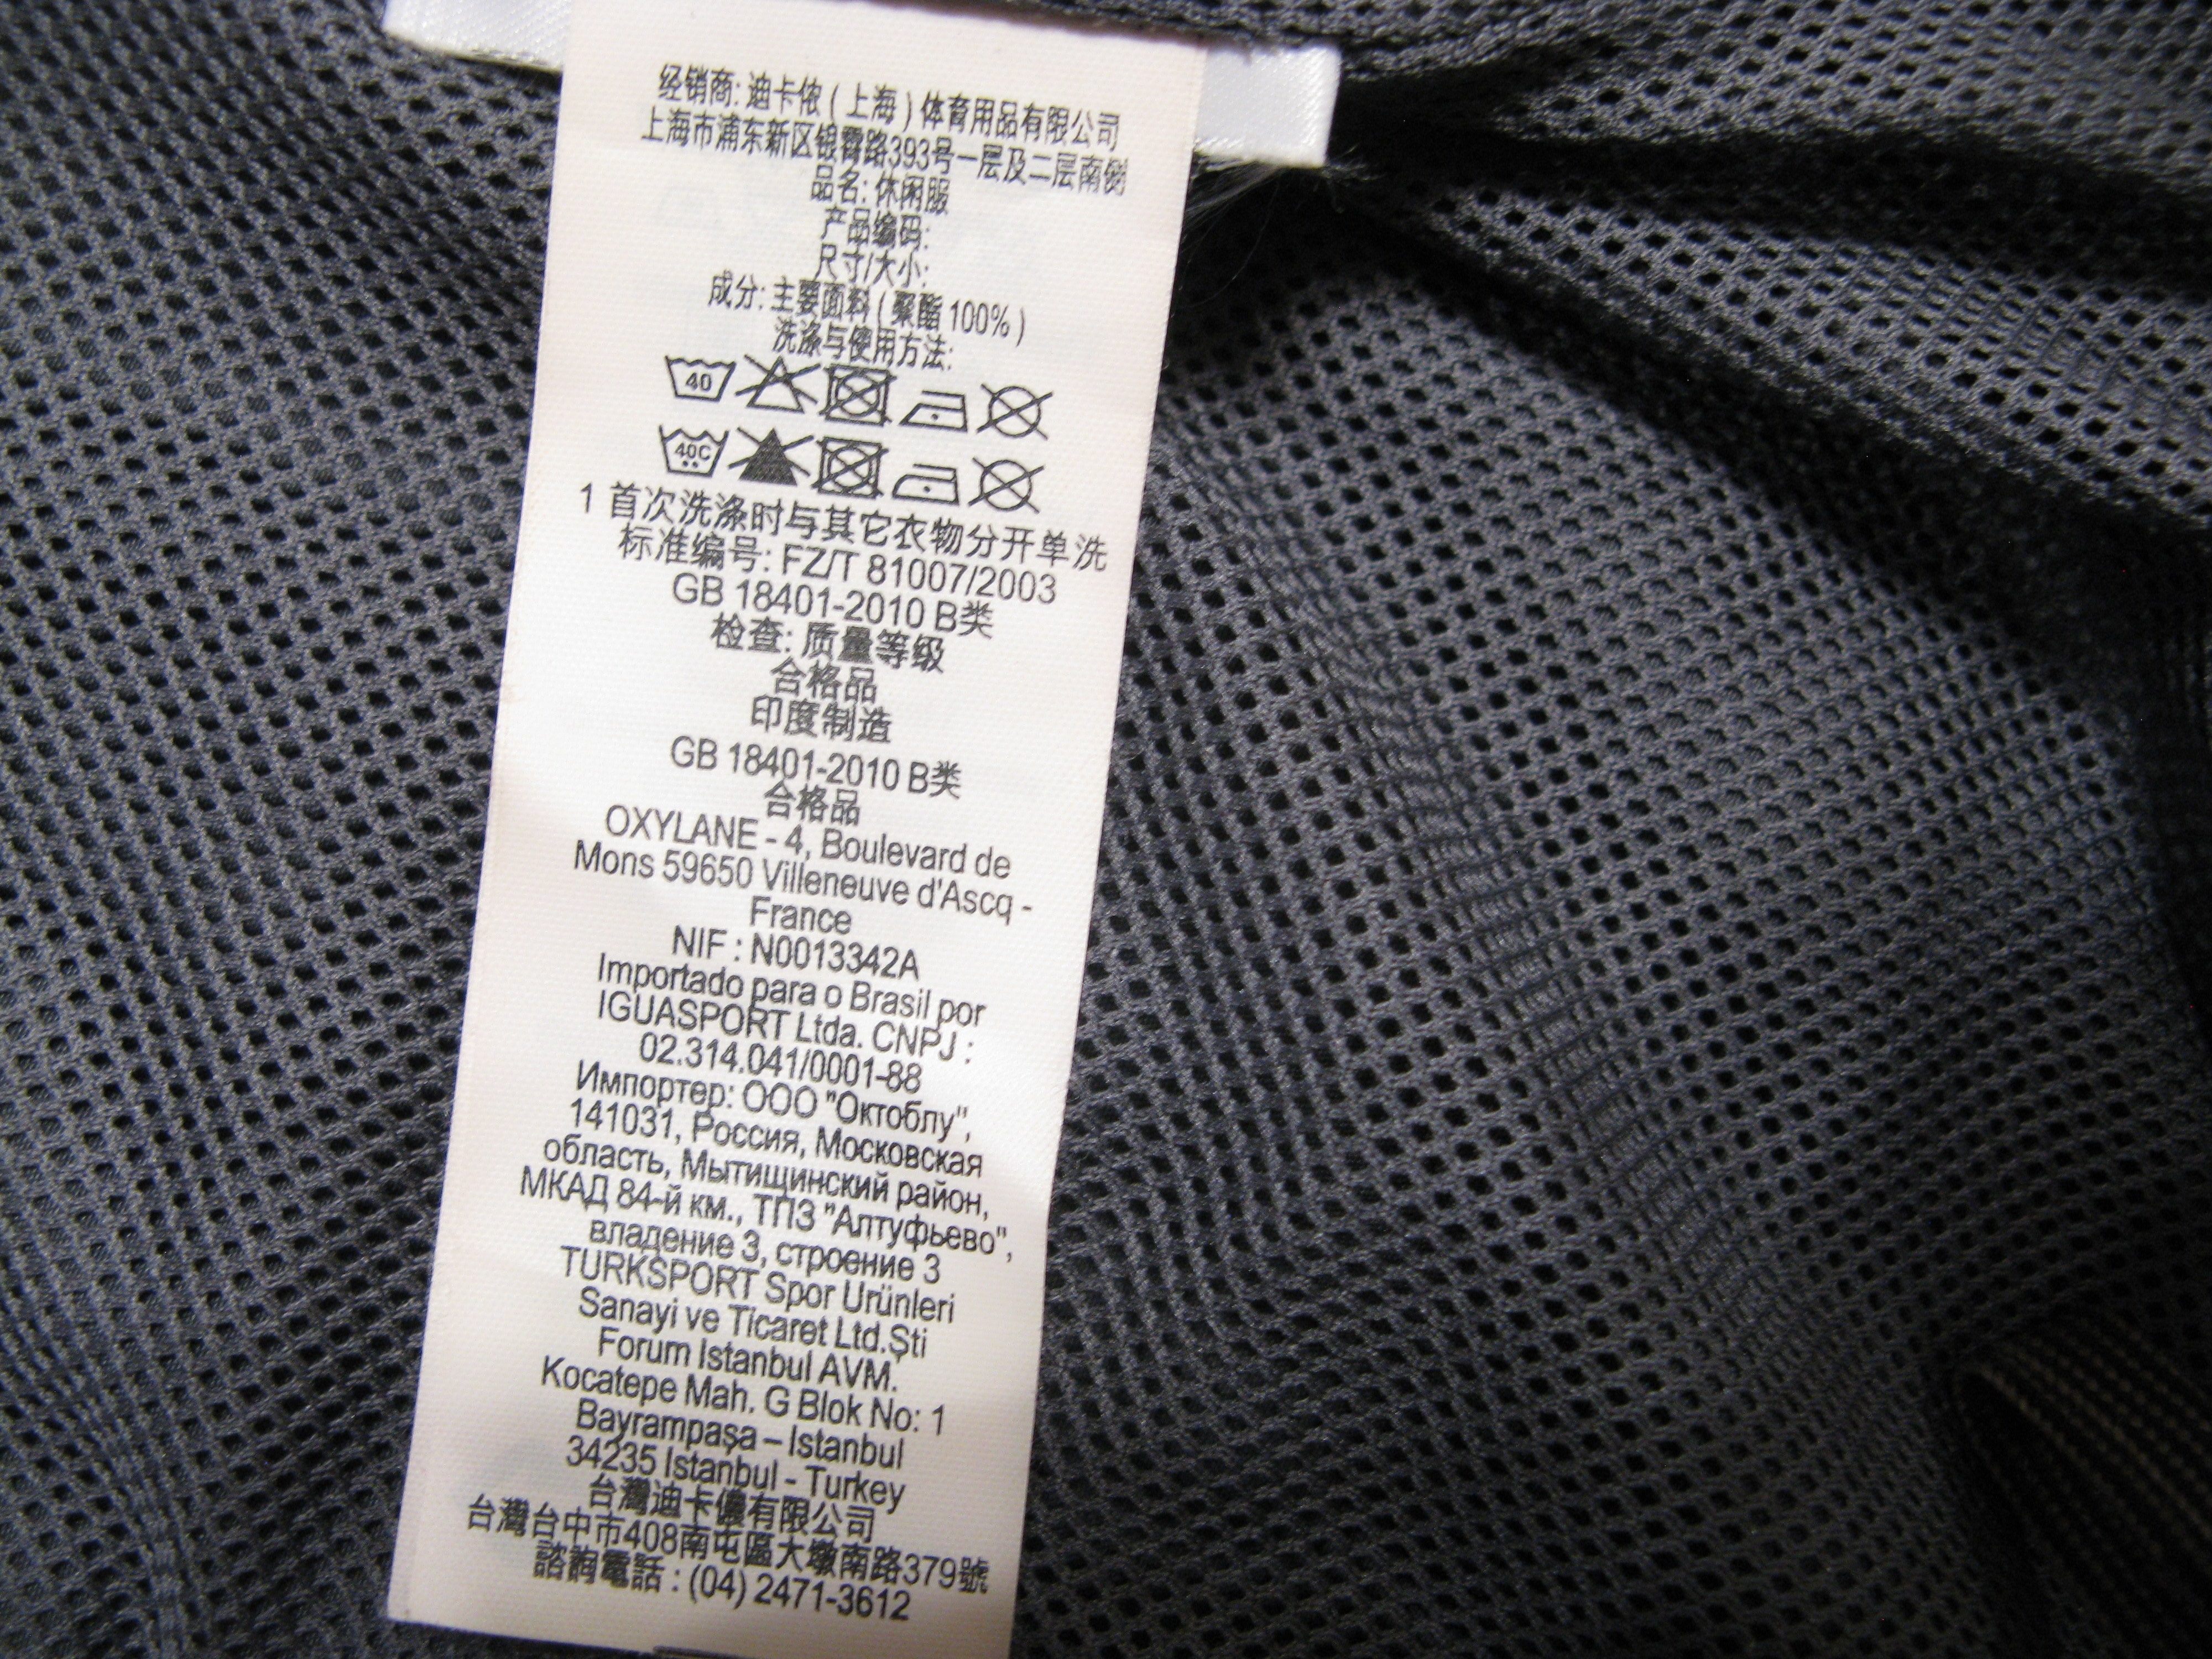 经销商: 迪卡侬 ( 上海 ) 体育用品有限公司
上海市浦东新区银霄路393号一层及二层南侧
品名: 休闲服
产品编码:
尺寸/大小:
成分: 主要面料 ( 聚酯 100% )
洗涤与使用方法:
40
40C
1 首次洗涤时与其它衣物分开单洗
标准编号: FZ/T 81007/2003
GB 18401-2010 B类
检查: 质量等级
合格品
印度制造
GB 18401-2010 B类
合格品
OXYLANE - 4, Boulevard de
Mons 59650 Villeneuve d'Ascq -
France
NIF : N0013342A
Importado para o Brasil por
IGUASPORT Ltda. CNPJ :
02.314.041/0001-88
Импортер: ООО "Октоблу",
141031, Россия, Московская
область, Мытищинский район,
МКАД 84-й км., ТПЗ "Алтуфьево",
владение 3, строение 3
TURKSPORT Spor Urünleri
Sanayi ve Ticaret Ltd.Şti
Forum Istanbul AVM.
Kocatepe Mah. G Blok No: 1
Bayrampaşa – Istanbul
34235 Istanbul - Turkey
台灣迪卡儂有限公司
台灣台中市408南屯區大墩南路379號
諮詢電話 : (04) 2471-3612